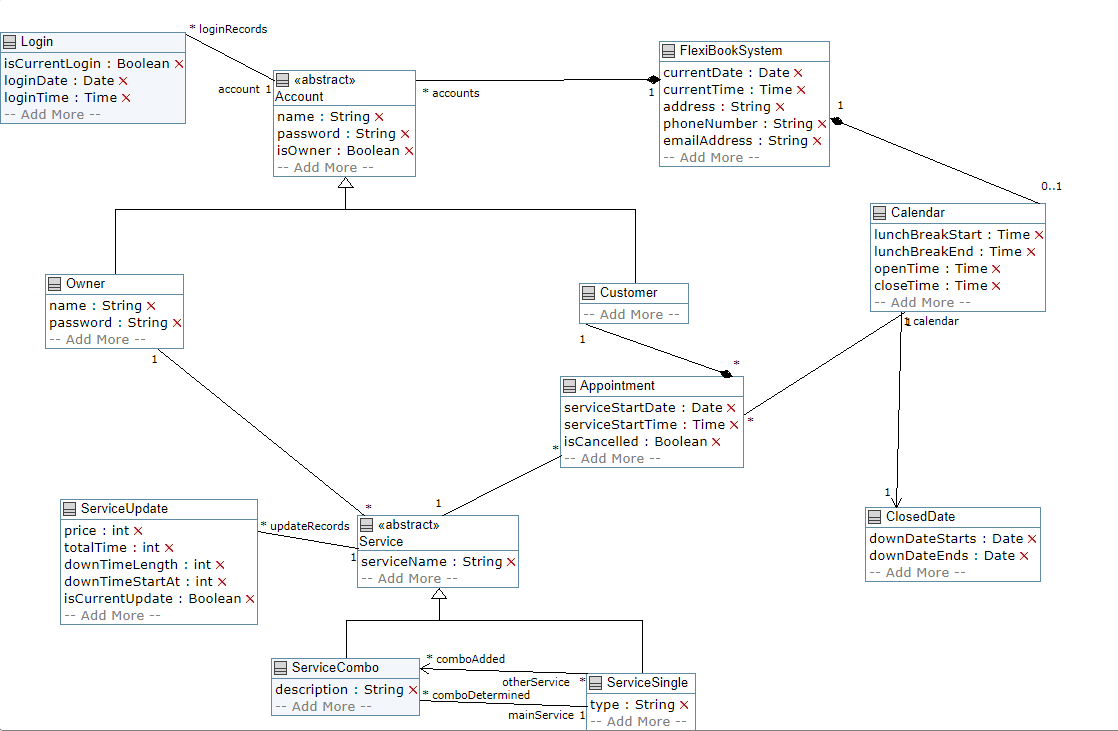 * loginRecords
Login
isCurrentLogin : Boolean ×
loginDate : Date ×
loginTime : Time ×
-- Add More --
account 1
«abstract»
Account
name : String ×
password : String ×
isOwner : Boolean ×
-- Add More --
* accounts
1
FlexiBookSystem
currentDate : Date ×
currentTime : Time ×
address : String ×
phoneNumber : String ×
emailAddress : String ×
-- Add More --
1
0..1
Calendar
lunchBreakStart : Time ×
lunchBreakEnd : Time ×
openTime : Time ×
closeTime : Time ×
-- Add More --
1 calendar
Owner
name : String ×
password : String ×
-- Add More --
1
Customer
-- Add More --
1
*
Appointment
serviceStartDate : Date ×
serviceStartTime : Time ×
isCancelled : Boolean ×
-- Add More --
*
*
1
*
1
ClosedDate
downDateStarts : Date ×
downDateEnds : Date ×
-- Add More --
ServiceUpdate
price : int ×
totalTime : int ×
downTimeLength : int ×
downTimeStartAt : int ×
isCurrentUpdate : Boolean ×
-- Add More --
* updateRecords
1
«abstract»
Service
serviceName : String ×
-- Add More --
ServiceCombo
description : String ×
-- Add More --
* comboAdded
otherService *
* comboDetermined
mainService 1
ServiceSingle
type : String ×
-- Add More --